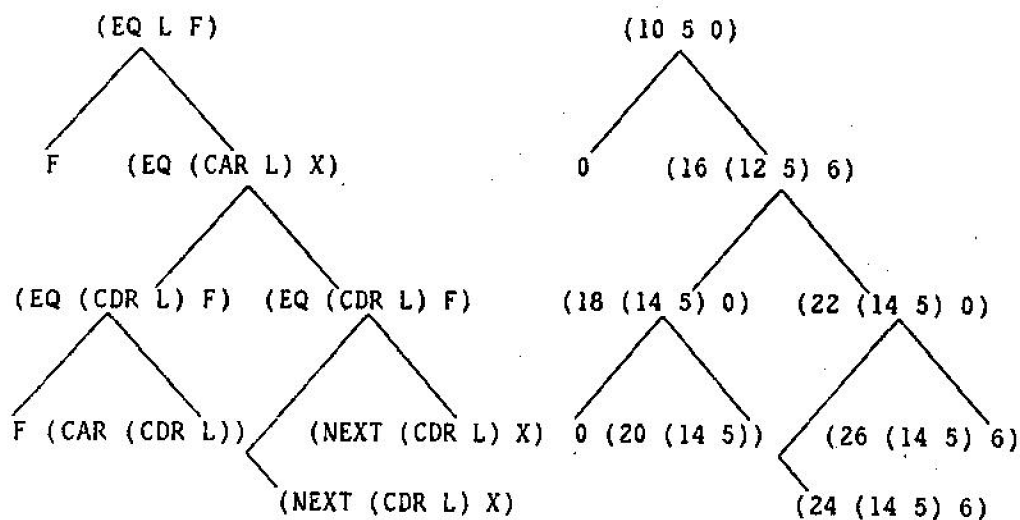 (EQ L F) (10 5 0)
F (EQ (CAR L) X) 0 (16 (12 5) 6)
(EQ (CDR L) F) (EQ (CDR L) F) (18 (14 5) 0) (22 (14 5) 0)
F (CAR (CDR L)) (NEXT (CDR L) X) 0 (20 (14 5)) (26 (14 5) 6)
(NEXT (CDR L) X) (24 (14 5) 6)